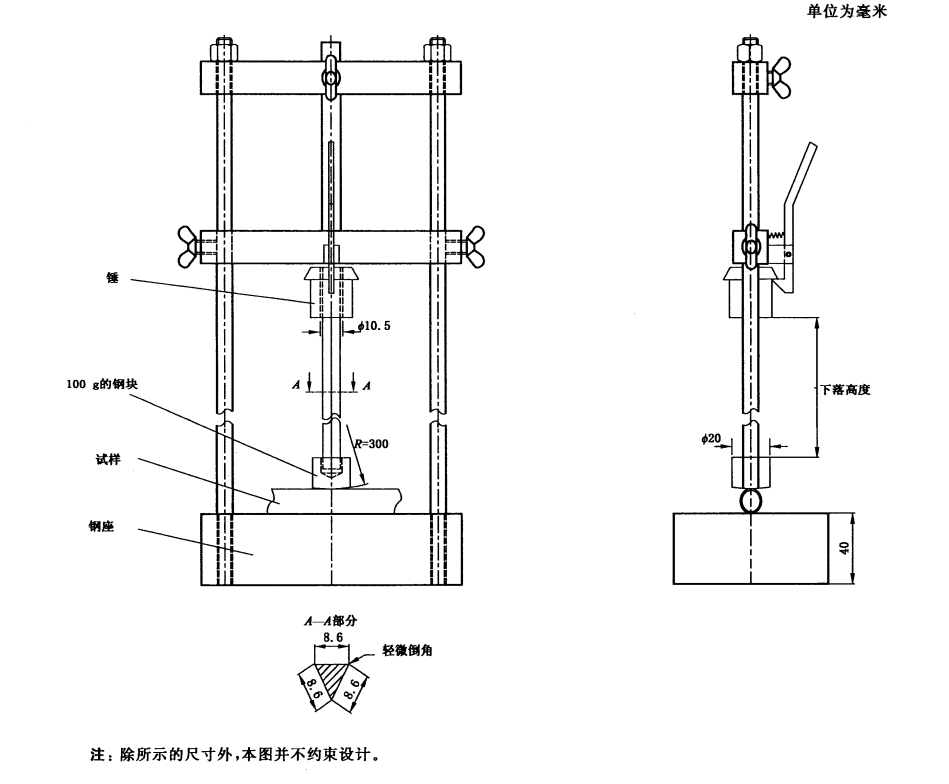 单位为毫米
锤
φ10.5
A A
100 g的钢块
下落高度
R=300
φ20
试样
钢座
40
A—A部分
8.6
轻微倒角
8.6 8.6
注：除所示的尺寸外，本图并不约束设计。